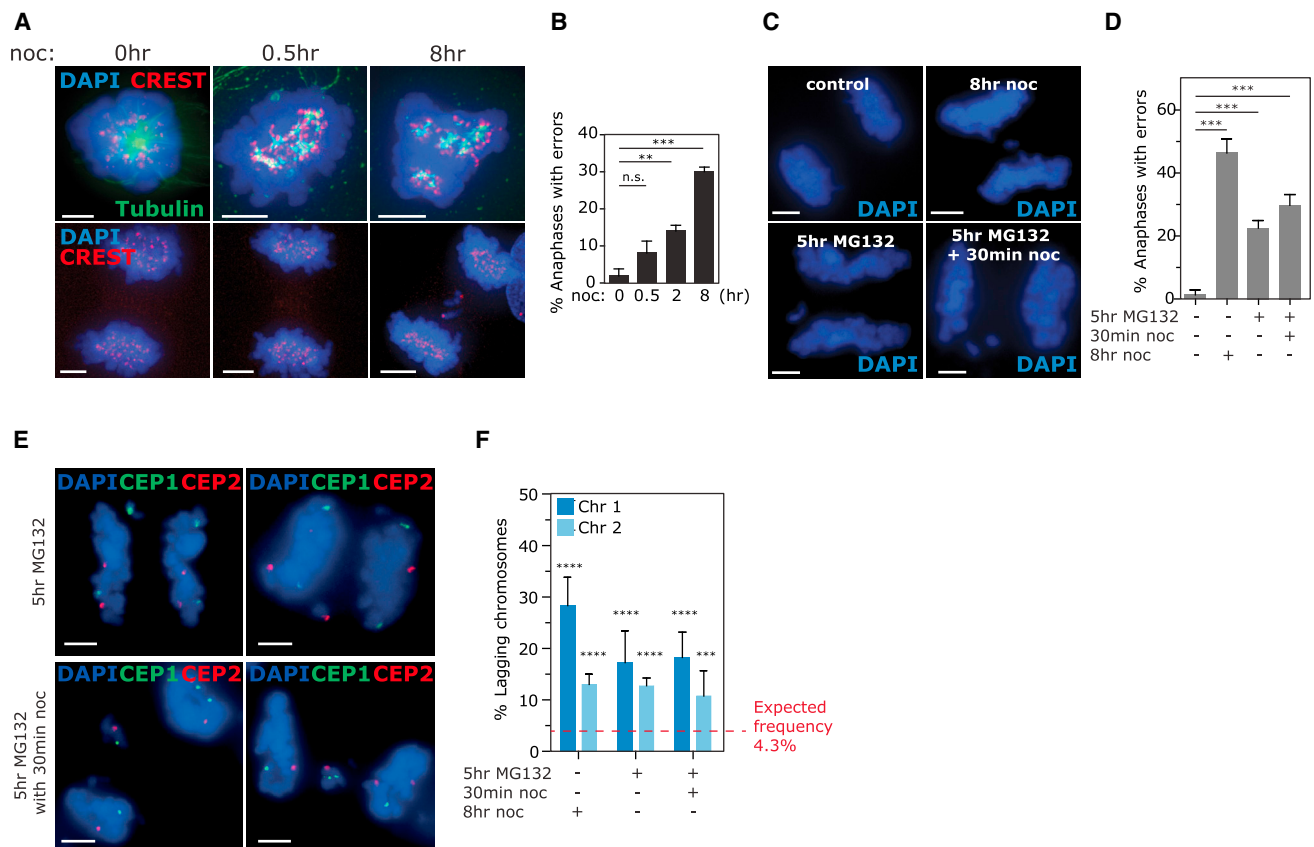 A
noc: 0hr 0.5hr 8hr
DAPI CREST
Tubulin
DAPI
CREST
B
% Anaphases with errors
40
30
20
10
0
n.s.
**
***
noc: 0 0.5 2 8 (hr)
C
control
DAPI
8hr noc
DAPI
5hr MG132
DAPI
5hr MG132
+ 30min noc
DAPI
D
% Anaphases with errors
60
40
20
0
***
***
***
5hr MG132 - - + +
30min noc - - - +
8hr noc - + - -
E
5hr MG132
DAPI CEP1 CEP2
DAPI CEP1 CEP2
5hr MG132
with 30min noc
DAPI CEP1 CEP2
DAPI CEP1 CEP2
F
% Lagging chromosomes
50
40
30
20
10
0
Chr 1
Chr 2
**** **** **** **** **** ***
Expected
frequency
4.3%
5hr MG132 - + +
30min noc - - +
8hr noc + - -